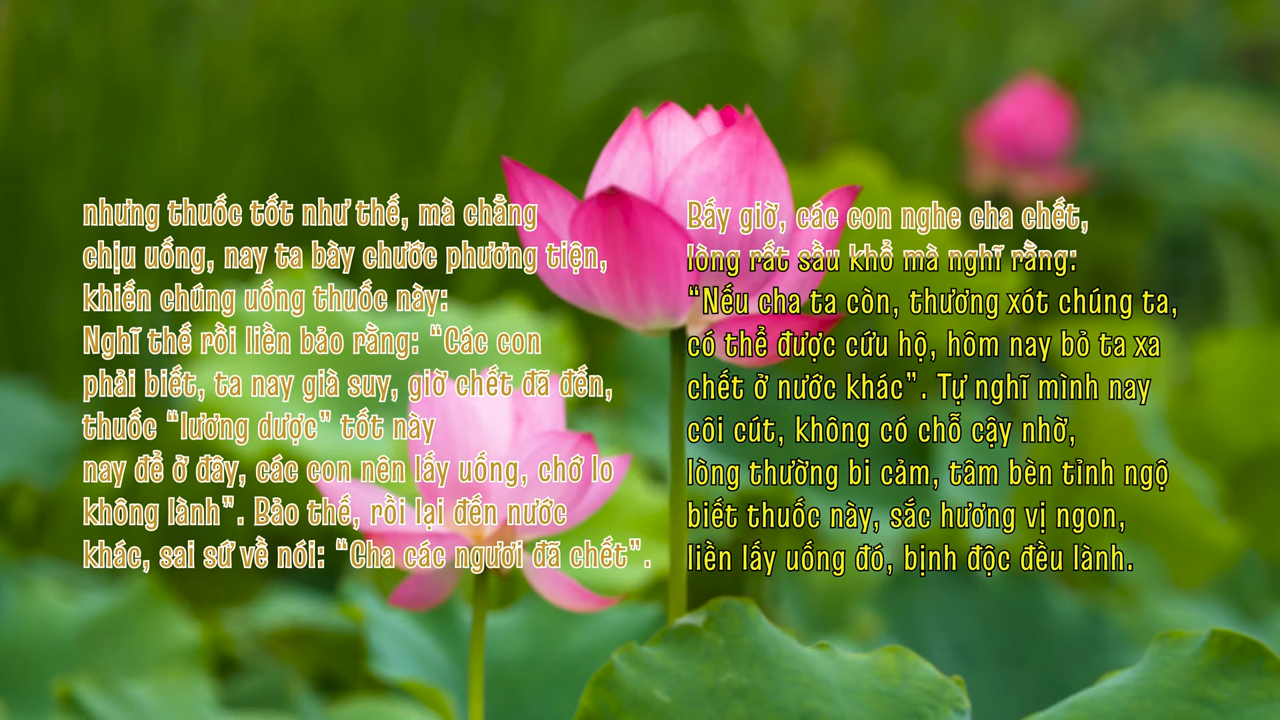 nhưng thuốc tốt như thế, mà chẳng
chịu uống, nay ta bày chước phương tiện,
khiến chúng uống thuốc này:
Nghĩ thế rồi liền bảo rằng: “Các con
phải biết, ta nay già suy, giờ chết đã đến,
thuốc “lương dược” tốt này
nay để ở đây, các con nên lấy uống, chớ lo
không lành”. Bảo thế, rồi lại đến nước
khác, sai sứ về nói: “Cha các ngươi đã chết”.
Bấy giờ, các con nghe cha chết,
lòng rất sầu khổ mà nghĩ rằng:
“Nếu cha ta còn, thương xót chúng ta,
có thể được cứu hộ, hôm nay bỏ ta xa
chết ở nước khác”. Tự nghĩ mình nay
côi cút, không có chỗ cậy nhờ,
lòng thường bi cảm, tâm bèn tỉnh ngộ
biết thuốc này, sắc hương vị ngon,
liền lấy uống đó, bịnh độc đều lành.